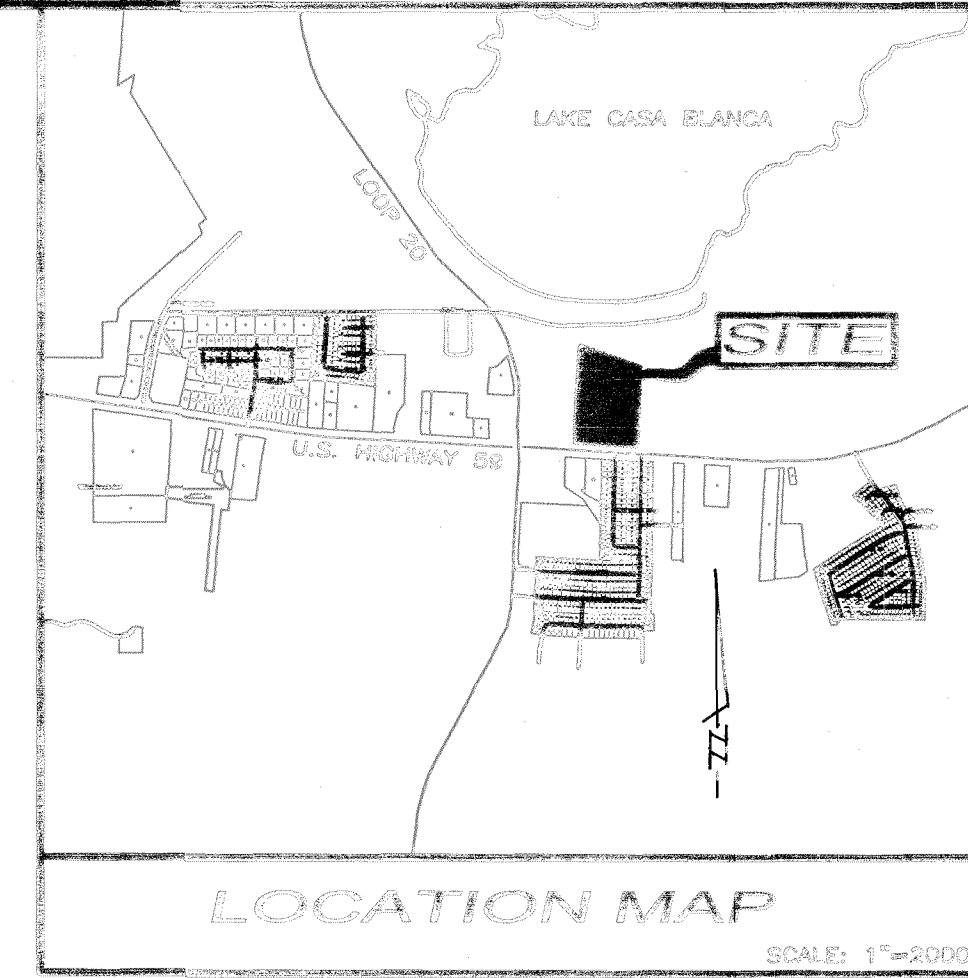 LAKE CASA BLANCA
LOOP 20
SITE
U.S. HIGHWAY 59
N
LOCATION MAP
SCALE: 1"=2000